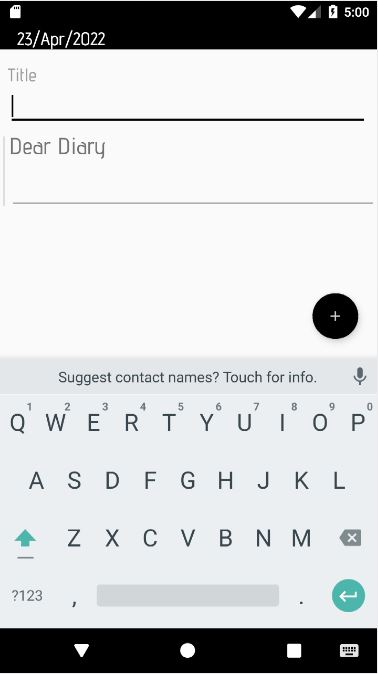 5:00
23/Apr/2022
Title
Dear Diary
+
Suggest contact names? Touch for info.
1 2 3 4 5 6 7 8 9 0
Q W E R T Y U I O P
A S D F G H J K L
Z X C V B N M
?123 , .